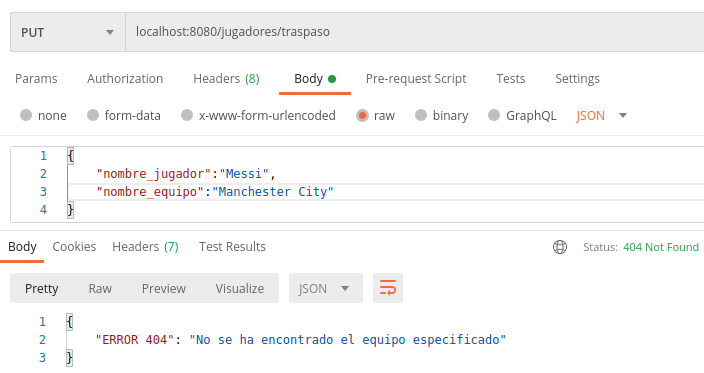 PUT localhost:8080/jugadores/traspaso
Params Authorization Headers (8) Body Pre-request Script Tests Settings
none form-data x-www-form-urlencoded raw binary GraphQL JSON
1 {
2 "nombre_jugador":"Messi",
3 "nombre_equipo":"Manchester City"
4 }
Body Cookies Headers (7) Test Results Status: 404 Not Found
Pretty Raw Preview Visualize JSON
1 {
2 "ERROR 404": "No se ha encontrado el equipo especificado"
3 }